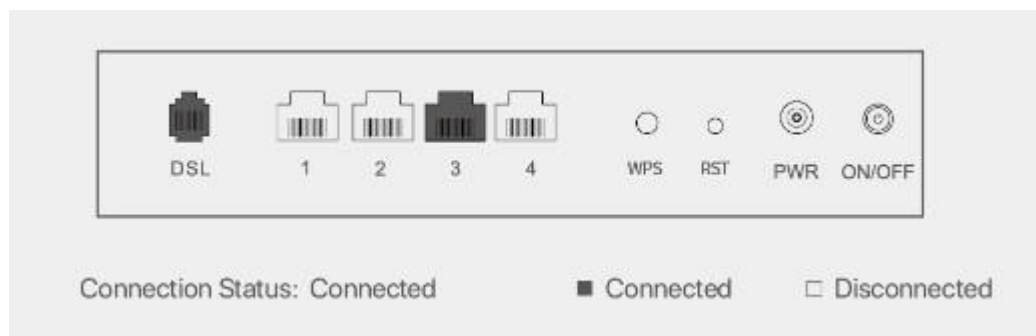 DSL 1 2 3 4 WPS RST PWR ON/OFF
Connection Status: Connected ■ Connected □ Disconnected